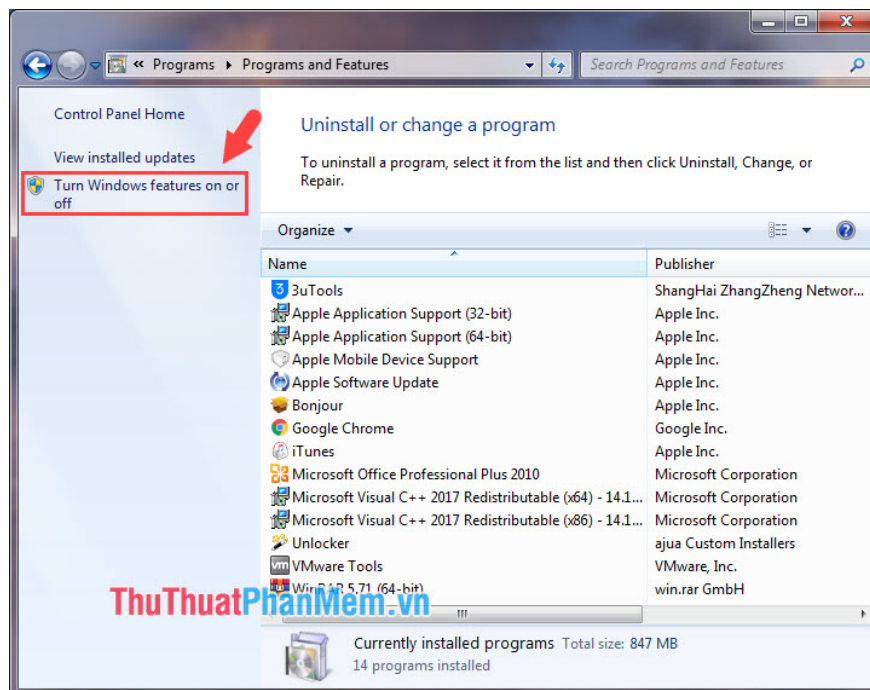 « Programs ▸ Programs and Features
Search Programs and Features
Control Panel Home
View installed updates
Turn Windows features on or
off
Uninstall or change a program
To uninstall a program, select it from the list and then click Uninstall, Change, or
Repair.
Organize
Name Publisher
3uTools ShangHai ZhangZheng Networ...
Apple Application Support (32-bit) Apple Inc.
Apple Application Support (64-bit) Apple Inc.
Apple Mobile Device Support Apple Inc.
Apple Software Update Apple Inc.
Bonjour Apple Inc.
Google Chrome Google Inc.
iTunes Apple Inc.
Microsoft Office Professional Plus 2010 Microsoft Corporation
Microsoft Visual C++ 2017 Redistributable (x64) - 14.1... Microsoft Corporation
Microsoft Visual C++ 2017 Redistributable (x86) - 14.1... Microsoft Corporation
Unlocker ajua Custom Installers
VMware Tools VMware, Inc.
WinRAR 5.71 (64-bit) win.rar GmbH
ThuThuatPhanMem.vn
Currently installed programs Total size: 847 MB
14 programs installed